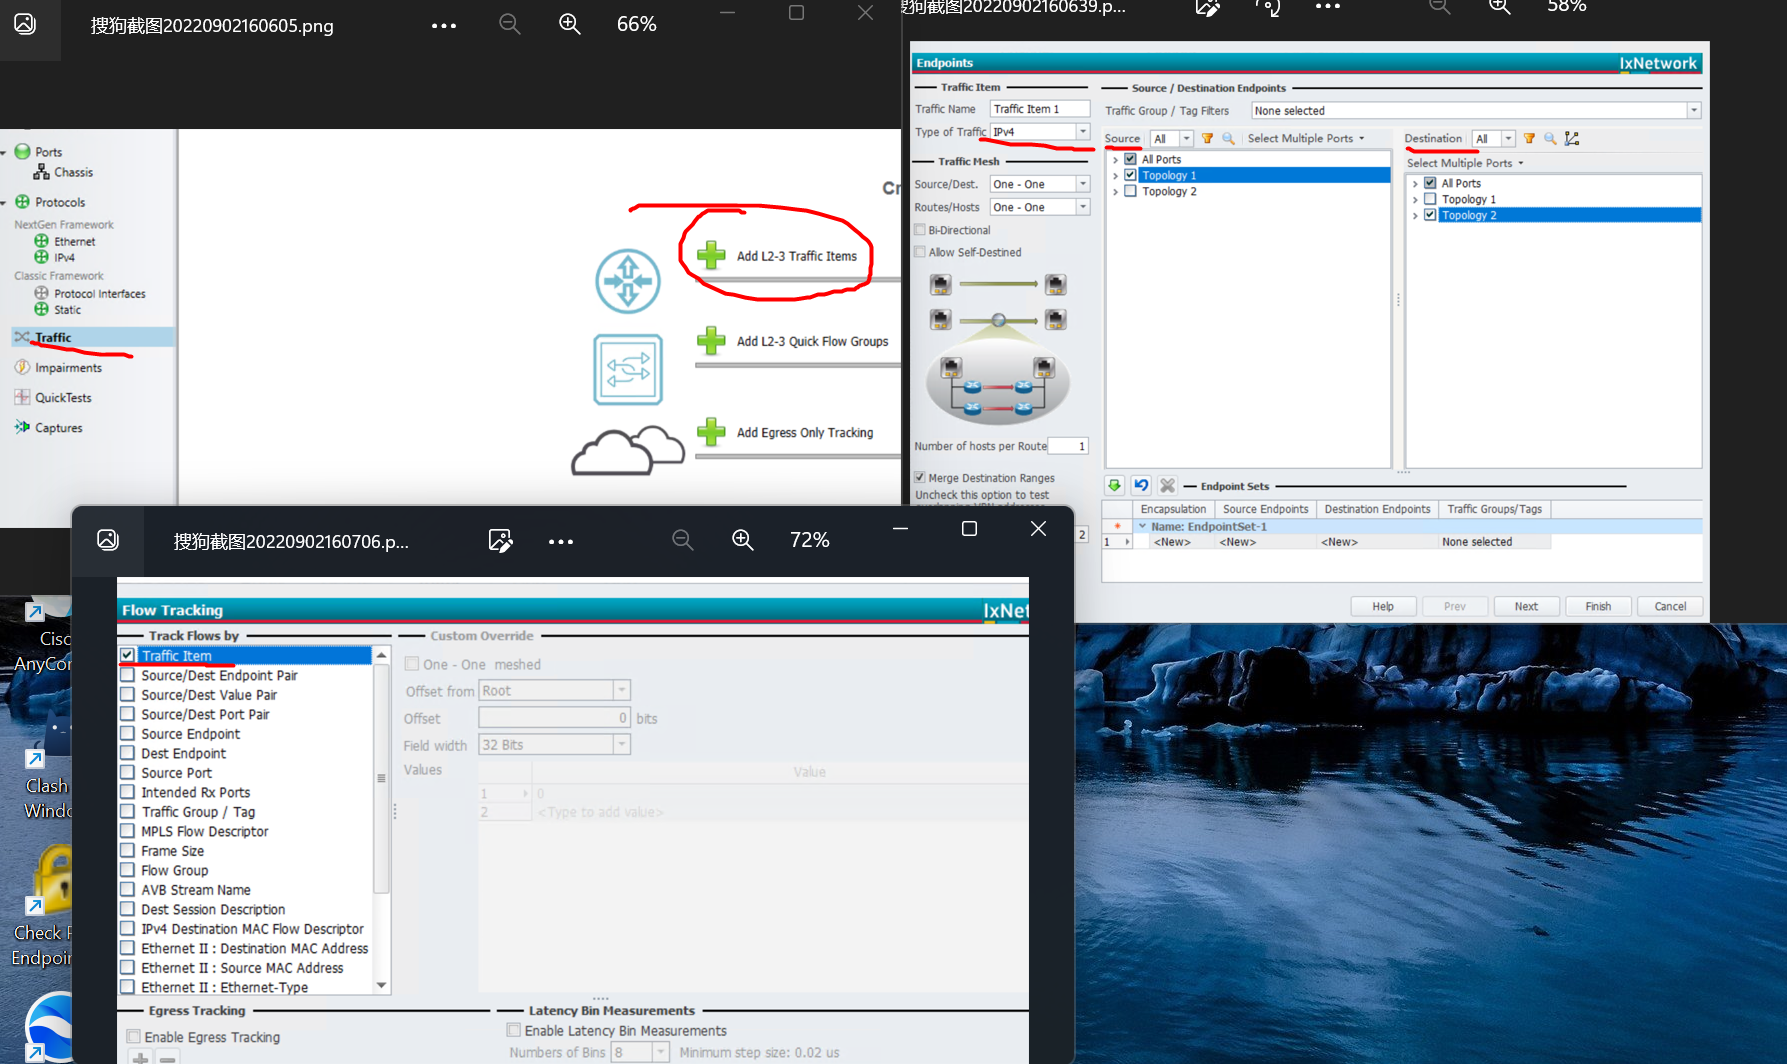 搜狗截图20220902160605.png
66%
Ports
Chassis
Protocols
NextGen Framework
Ethernet
IPv4
Classic Framework
Protocol Interfaces
Static
Traffic
Impairments
QuickTests
Captures
Cr
Add L2-3 Traffic Items
Add L2-3 Quick Flow Groups
Add Egress Only Tracking
搜狗截图20220902160639.p...
58%
Endpoints
IxNetwork
Traffic Item
Traffic Name Traffic Item 1
Type of Traffic IPv4
Traffic Mesh
Source/Dest. One - One
Routes/Hosts One - One
Bi-Directional
Allow Self-Destined
Number of hosts per Route 1
Merge Destination Ranges
Uncheck this option to test
2
Source / Destination Endpoints
Traffic Group / Tag Filters None selected
Source All Select Multiple Ports
All Ports
Topology 1
Topology 2
Destination All
Select Multiple Ports
All Ports
Topology 1
Topology 2
Endpoint Sets
Encapsulation Source Endpoints Destination Endpoints Traffic Groups/Tags
Name: EndpointSet-1
1 <New> <New> <New> None selected
Help Prev Next Finish Cancel
搜狗截图20220902160706.p...
72%
Flow Tracking
IxNet
Track Flows by
Traffic Item
Source/Dest Endpoint Pair
Source/Dest Value Pair
Source/Dest Port Pair
Source Endpoint
Dest Endpoint
Source Port
Intended Rx Ports
Traffic Group / Tag
MPLS Flow Descriptor
Frame Size
Flow Group
AVB Stream Name
Dest Session Description
IPv4 Destination MAC Flow Descriptor
Ethernet II : Destination MAC Address
Ethernet II : Source MAC Address
Ethernet II : Ethernet-Type
Custom Override
One - One meshed
Offset from Root
Offset 0 bits
Field width 32 Bits
Values
Value
1 0
2 <Type to add value>
Egress Tracking
Enable Egress Tracking
Latency Bin Measurements
Enable Latency Bin Measurements
Numbers of Bins 8 Minimum step size: 0.02 us
Cisc
AnyCor
Clash
Windo
Check P
Endpoin